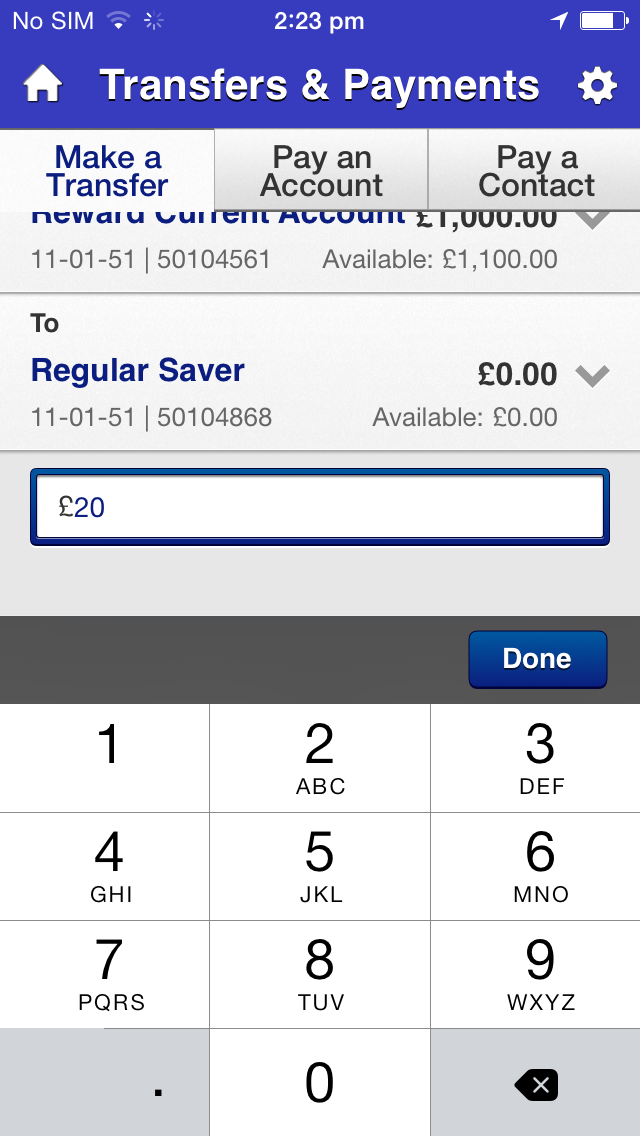 No SIM 2:23 pm
Transfers & Payments
Make a Transfer
Pay an Account
Pay a Contact
Reward Current Account £1,000.00
11-01-51 | 50104561 Available: £1,100.00
To
Regular Saver £0.00
11-01-51 | 50104868 Available: £0.00
£20
Done
1 2 3
ABC DEF
4 5 6
GHI JKL MNO
7 8 9
PQRS TUV WXYZ
. 0